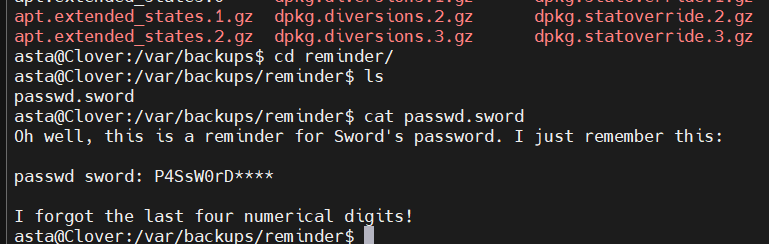 apt.extended_states.0 dpkg.diversions.1.gz dpkg.statoverride.1.gz
apt.extended_states.1.gz dpkg.diversions.2.gz dpkg.statoverride.2.gz
apt.extended_states.2.gz dpkg.diversions.3.gz dpkg.statoverride.3.gz
asta@Clover:/var/backups$ cd reminder/
asta@Clover:/var/backups/reminder$ ls
passwd.sword
asta@Clover:/var/backups/reminder$ cat passwd.sword
Oh well, this is a reminder for Sword's password. I just remember this:
passwd sword: P4SsW0rD****
I forgot the last four numerical digits!
asta@Clover:/var/backups/reminder$